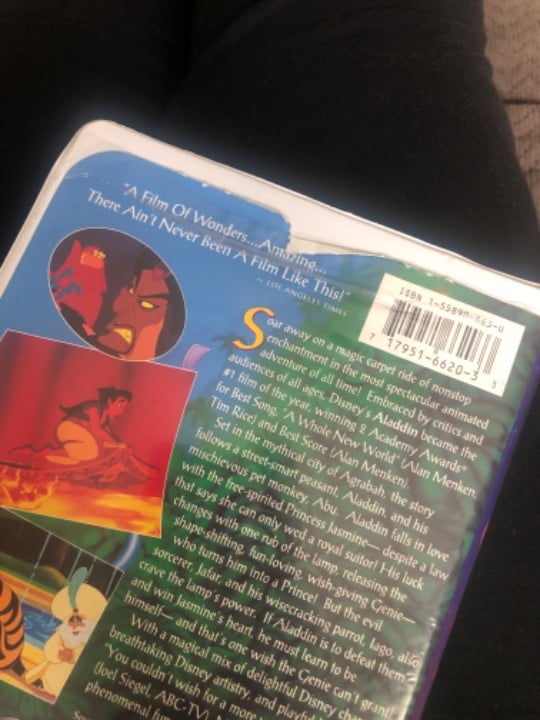 "A Film Of Wonders...Amazing...
There Ain't Never Been A Film Like This!"
~ LOS ANGELES TIMES
ISBN 1-55890-663-0
7 17951-6620-3 3
Soar away on a magic carpet ride of nonstop
enchantment in the most spectacular animated
adventure of all time! Embraced by critics and
audiences of all ages, Disney's Aladdin became the
#1 film of the year, winning 2 Academy Awards®
for Best Song, "A Whole New World" (Alan Menken,
Tim Rice) and Best Score (Alan Menken).
Set in the mythical city of Agrabah, the story
follows a street-smart peasant, Aladdin, and his
mischievous pet monkey, Abu. Aladdin falls in love
with the free-spirited Princess Jasmine— despite a law
that says she can only wed a royal suitor! His luck
changes with one rub of the lamp, releasing the
shape-shifting, fun-loving, wish-giving Genie—
who turns him into a Prince! But the evil
sorcerer, Jafar, and his wisecracking parrot, Iago, also
crave the lamp's power. If Aladdin is to defeat them
and win Jasmine's heart, he must learn to be
himself— and that's one wish the Genie can't grant!
With a magical mix of delightful Disney
breathtaking Disney artistry, and
"You couldn't wish for a more
(Joel Siegel, ABC-TV).
phenomenal